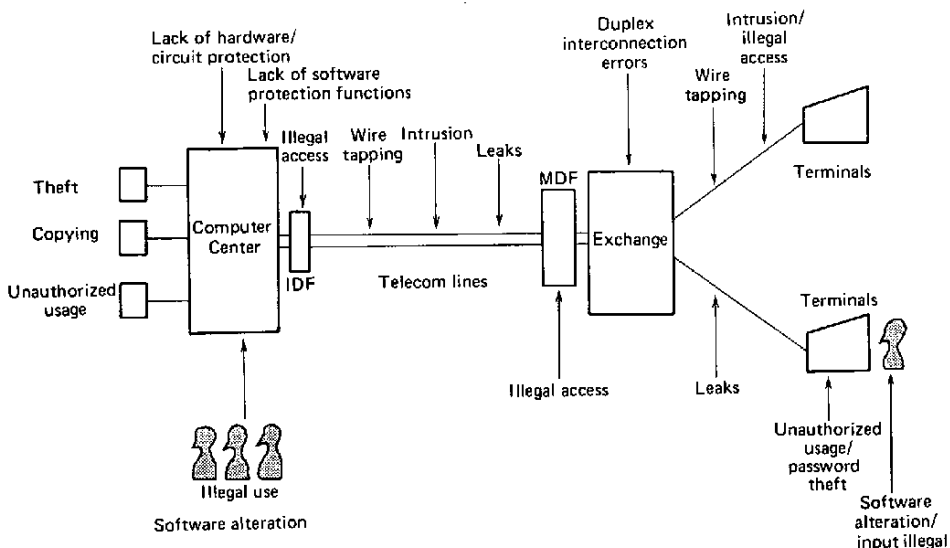 Lack of hardware/
circuit protection
Lack of software
protection functions
Illegal
access
Wire
tapping
Intrusion
Leaks
Duplex
interconnection
errors
Intrusion/
illegal
access
Wire
tapping
Terminals
Theft
Copying
Unauthorized
usage
Computer
Center
IDF
Telecom lines
MDF
Exchange
Terminals
Illegal access
Leaks
Unauthorized
usage/
password
theft
Software
alteration/
input illegal
Illegal use
Software alteration